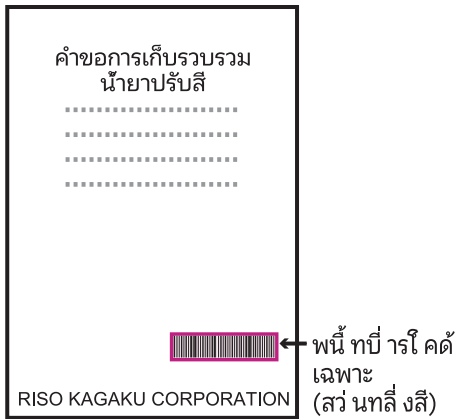 คำขอการเก็บรวบรวม
น้ำยาปรับสี
พนื้ ทบี่ ารโ์ คด้
เฉพาะ
(สว่ นทลี่ งสี)
RISO KAGAKU CORPORATION